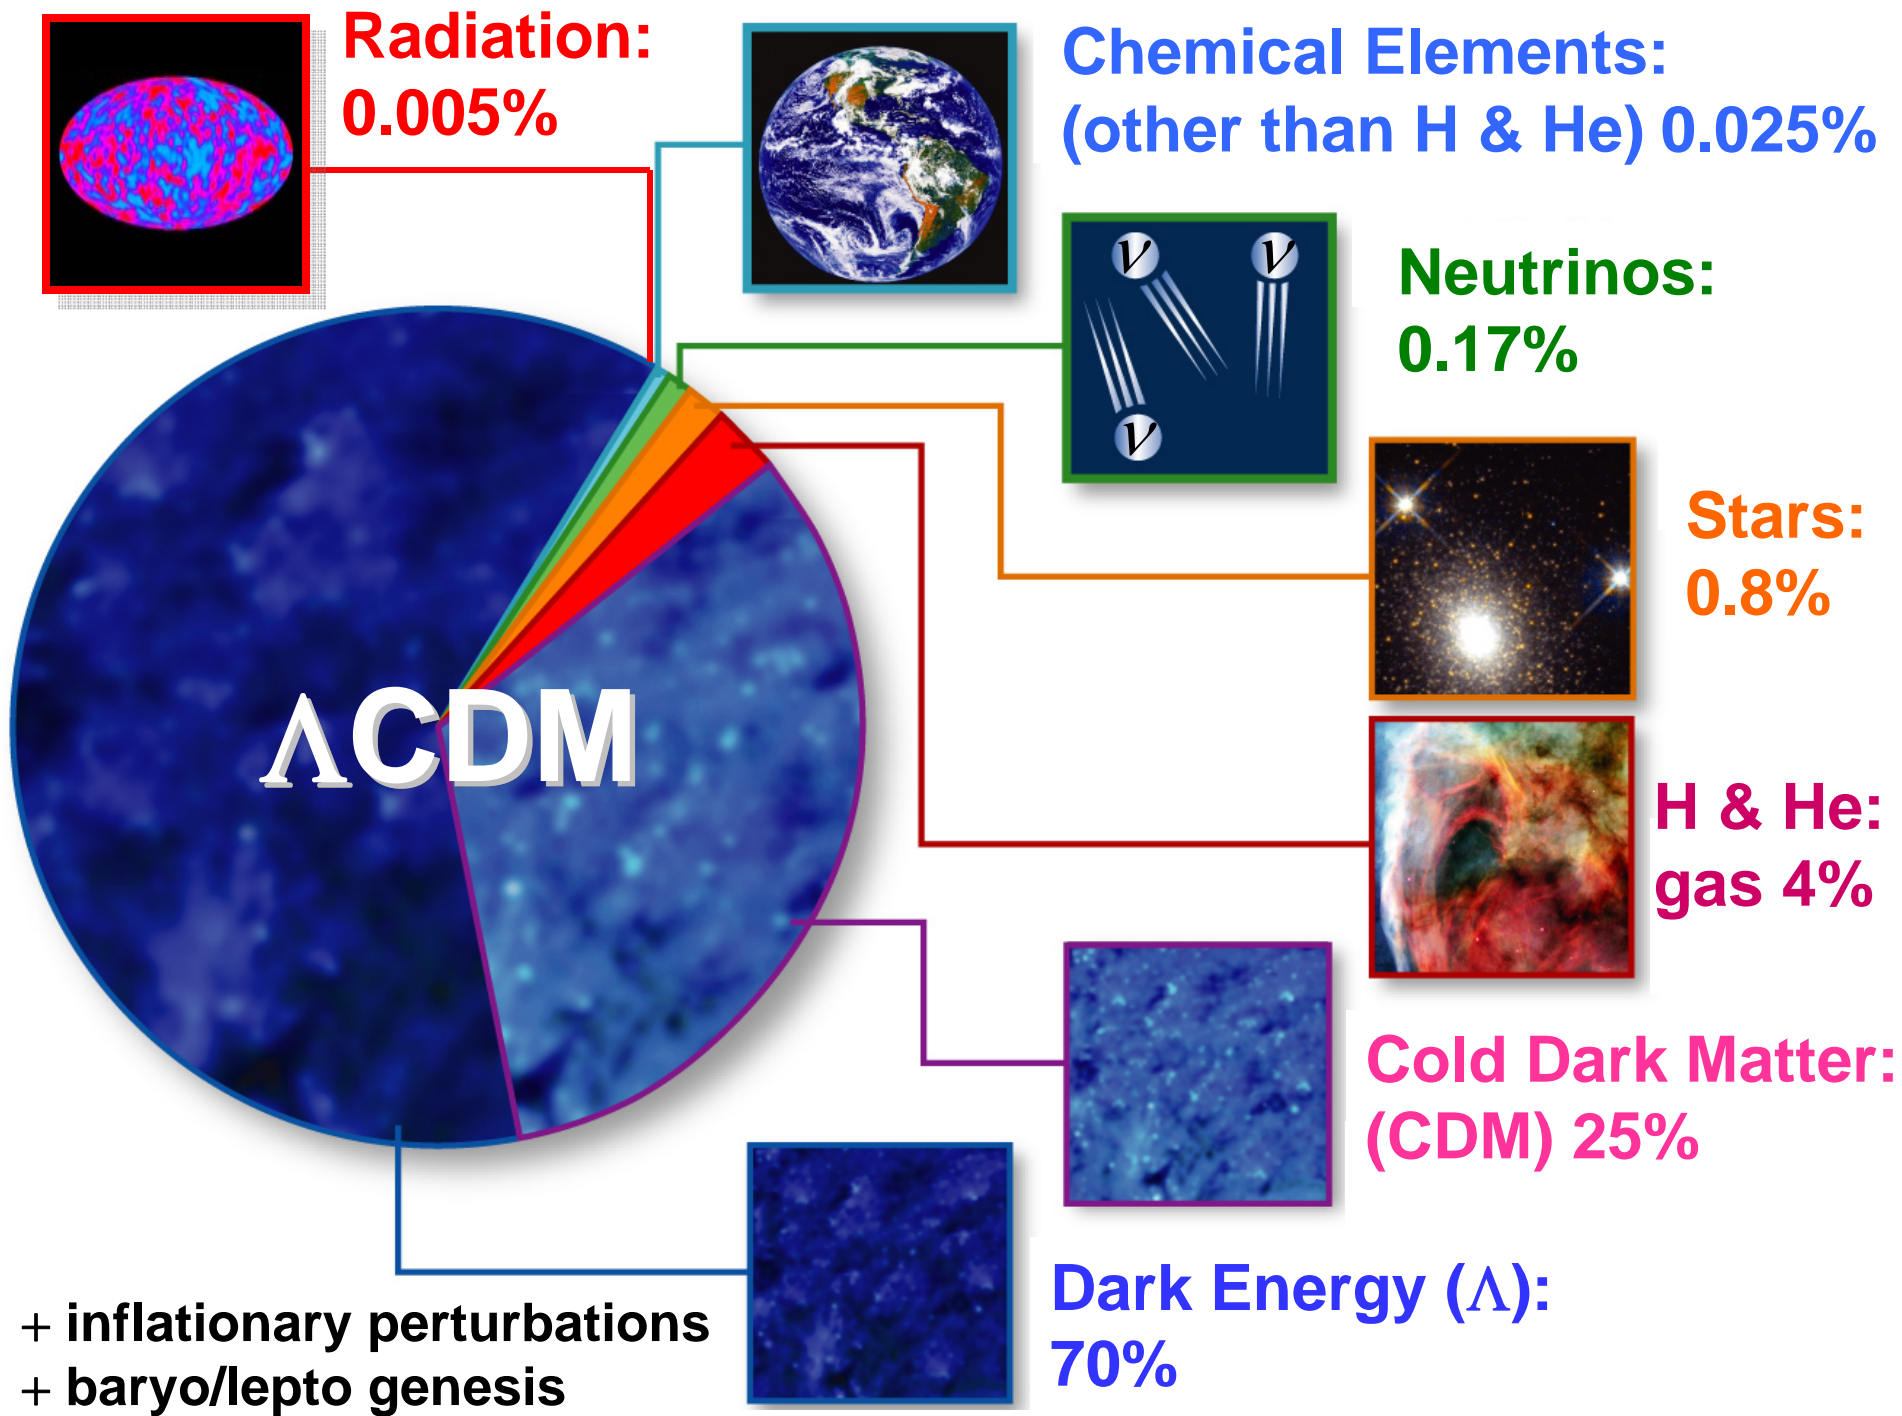 Radiation:
0.005%
Chemical Elements:
(other than H & He) 0.025%
ν
ν
ν
Neutrinos:
0.17%
Stars:
0.8%
ΛCDM
H & He:
gas 4%
Cold Dark Matter:
(CDM) 25%
Dark Energy (Λ):
70%
+ inflationary perturbations
+ baryo/lepto genesis